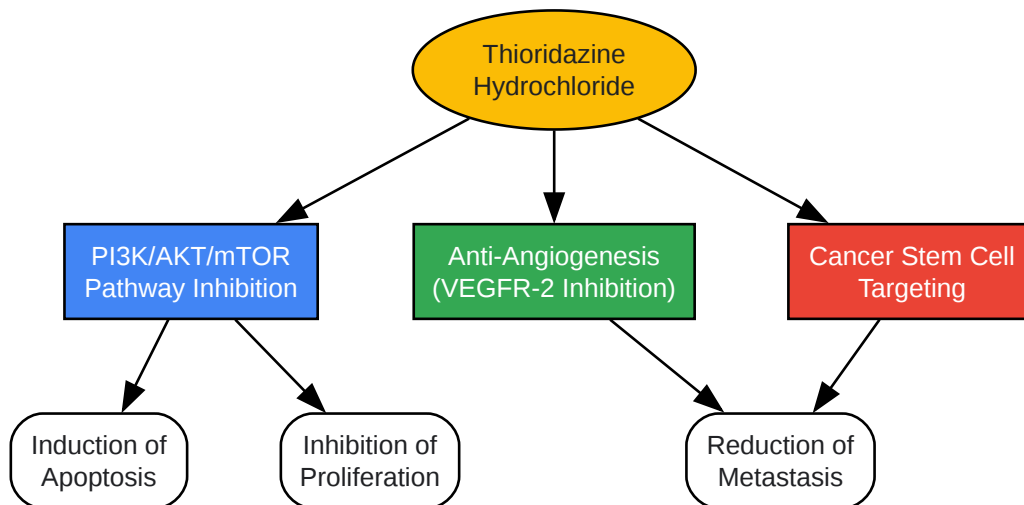 Thioridazine
Hydrochloride
PI3K/AKT/mTOR
Pathway Inhibition
Anti-Angiogenesis
(VEGFR-2 Inhibition)
Cancer Stem Cell
Targeting
Induction of
Apoptosis
Inhibition of
Proliferation
Reduction of
Metastasis